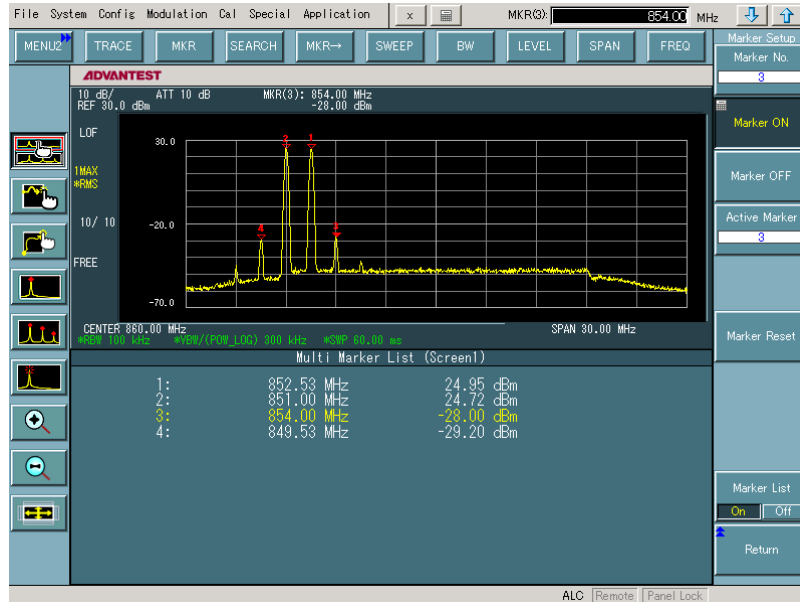 File System Config Modulation Cal Special Application x MKR(3): 854.00 MHz
MENU2 TRACE MKR SEARCH MKR→ SWEEP BW LEVEL SPAN FREQ
Marker Setup
Marker No.
3
Marker ON
Marker OFF
Active Marker
3
Marker Reset
Marker List
On Off
Return
ADVANTEST
10 dB/ ATT 10 dB MKR(3): 854.00 MHz
REF 30.0 dBm -28.00 dBm
LOF
30.0
2 1
1MAX
*RMS
10/ 10
-20.0
4 3
FREE
-70.0
CENTER 860.00 MHz SPAN 30.00 MHz
*RBW 100 kHz *VBW/(POW_LOG) 300 kHz *SWP 60.00 ms
Multi Marker List (Screen1)
1: 852.53 MHz 24.95 dBm
2: 851.00 MHz 24.72 dBm
3: 854.00 MHz -28.00 dBm
4: 849.53 MHz -29.20 dBm
ALC Remote Panel Lock